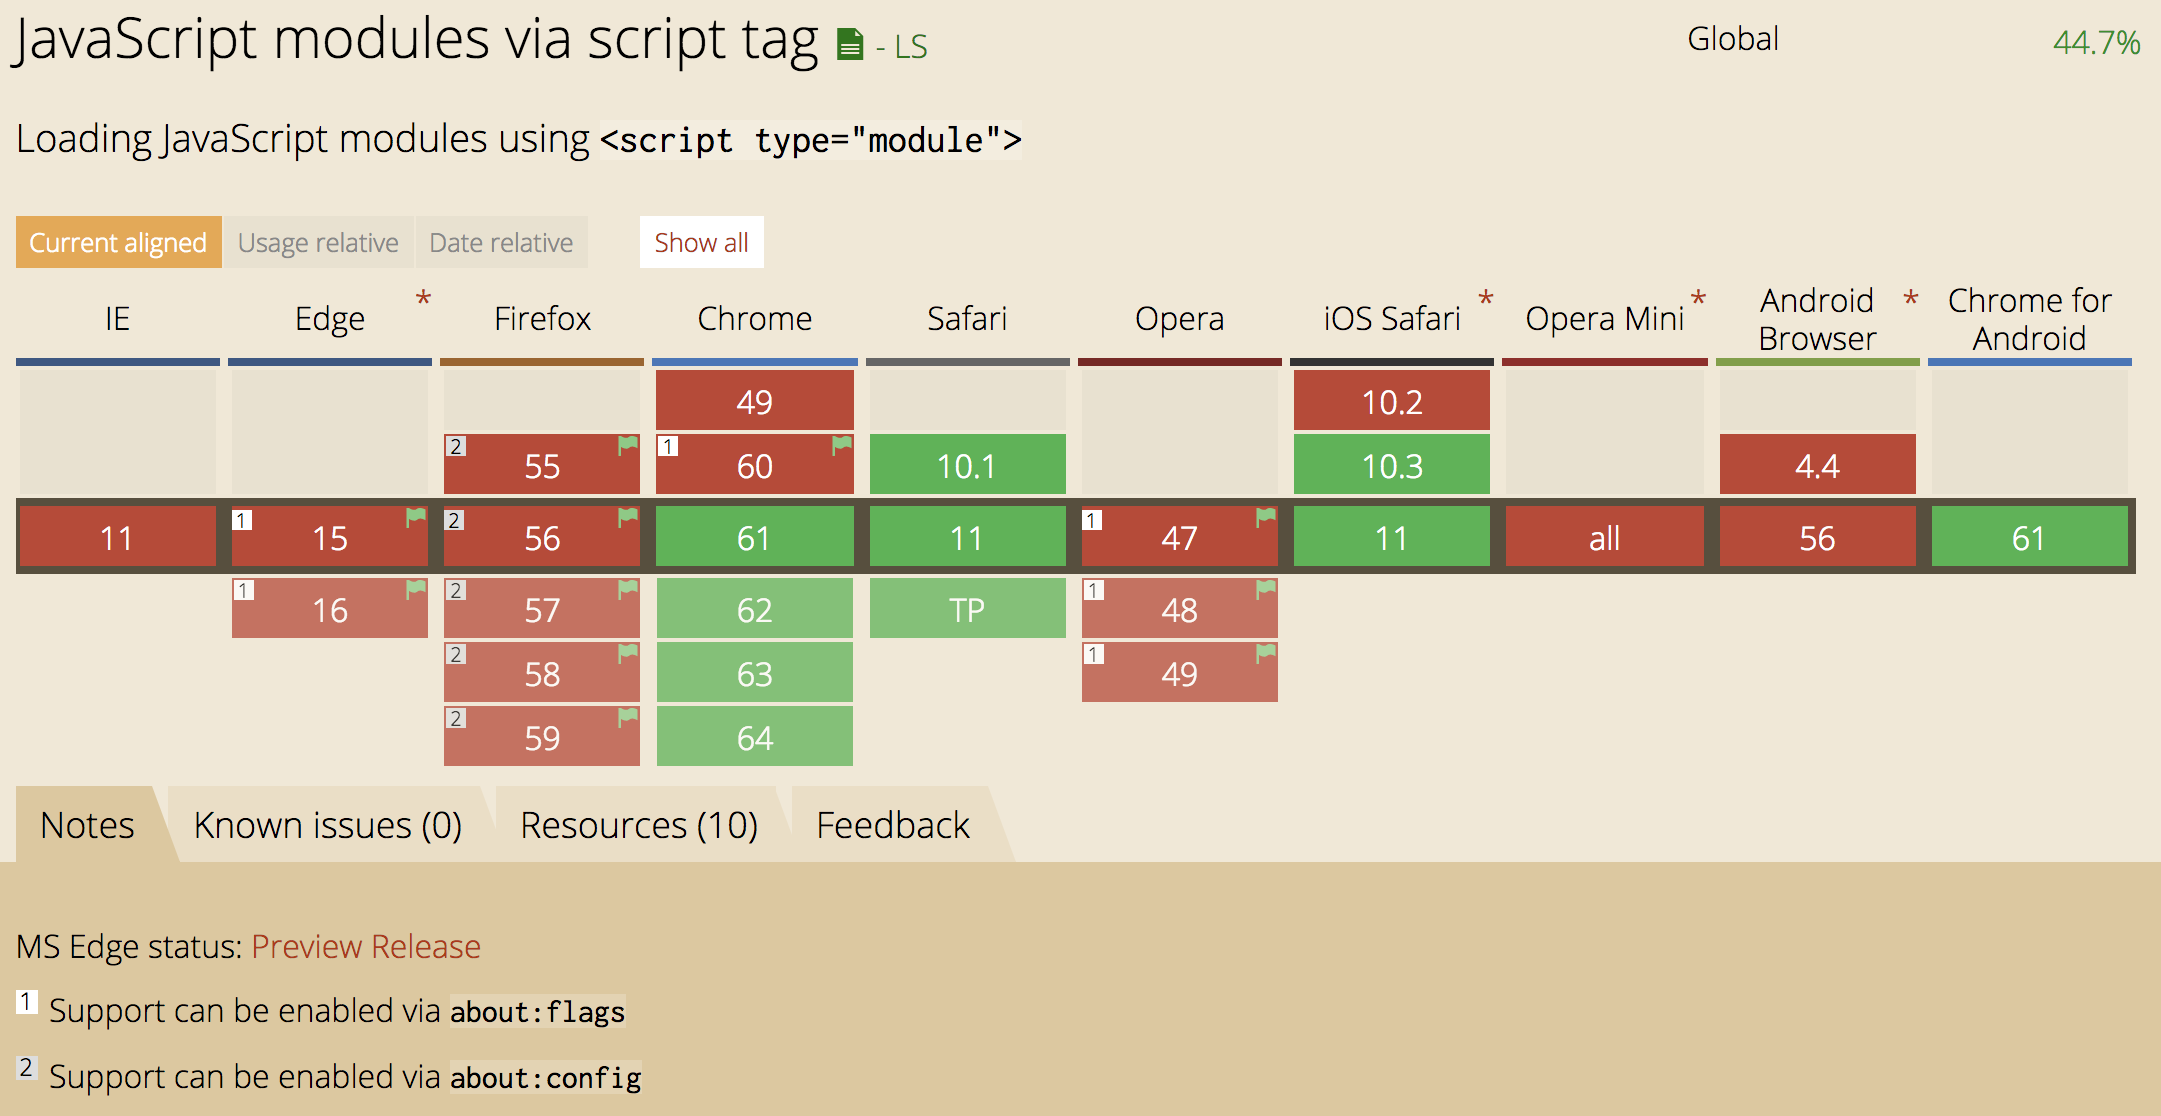 JavaScript modules via script tag - LS Global 44.7%
Loading JavaScript modules using <script type="module">
Current aligned Usage relative Date relative Show all
IE Edge * Firefox Chrome Safari Opera iOS Safari * Opera Mini * Android Browser * Chrome for Android
49 10.2
2 55 1 60 10.1 10.3 4.4
11 1 15 2 56 61 11 1 47 11 all 56 61
1 16 2 57 62 TP 1 48
2 58 63 1 49
2 59 64
Notes Known issues (0) Resources (10) Feedback
MS Edge status: Preview Release
1 Support can be enabled via about:flags
2 Support can be enabled via about:config